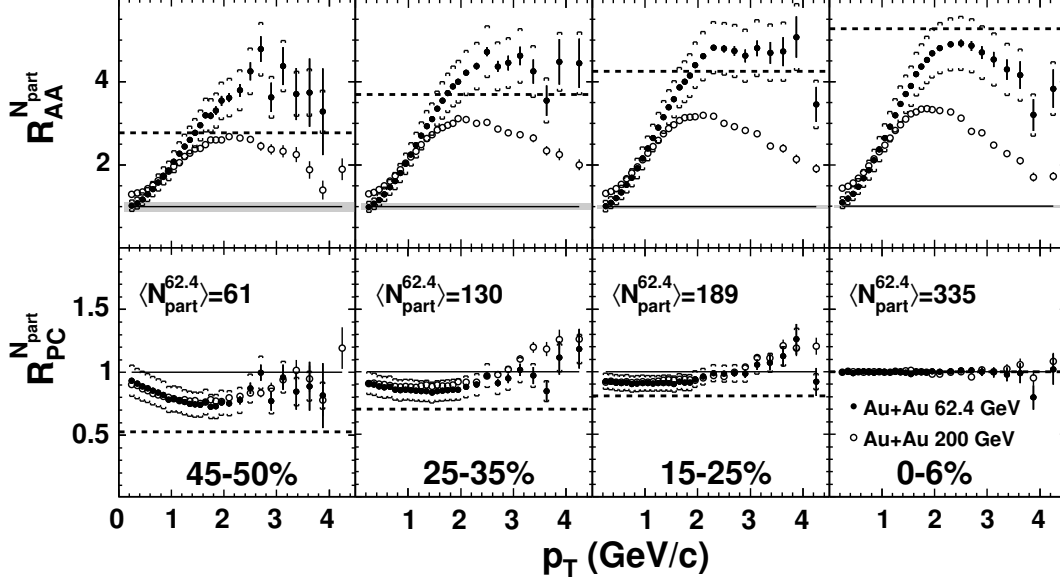 R_AA^N_part
4
2
R_PC^N_part
1.5
1
0.5
⟨N_part^62.4⟩=61
⟨N_part^62.4⟩=130
⟨N_part^62.4⟩=189
⟨N_part^62.4⟩=335
Au+Au 62.4 GeV
Au+Au 200 GeV
45-50%
25-35%
15-25%
0-6%
0 1 2 3 4 1 2 3 4 1 2 3 4 1 2 3 4
p_T (GeV/c)